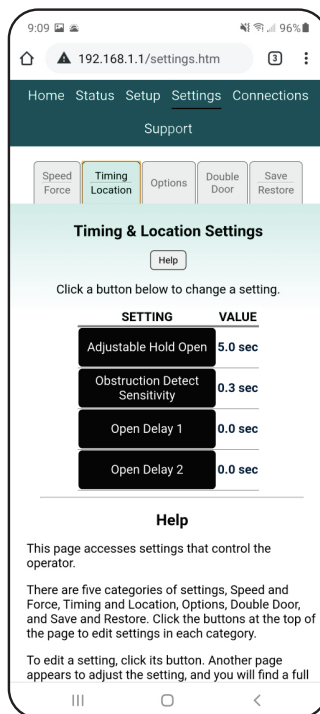 9:09 96%
192.168.1.1/settings.htm 3
Home Status Setup Settings Connections
Support
Speed Force
Timing Location
Options
Double Door
Save Restore
Timing & Location Settings
Help
Click a button below to change a setting.
SETTING VALUE
Adjustable Hold Open 5.0 sec
Obstruction Detect
Sensitivity 0.3 sec
Open Delay 1 0.0 sec
Open Delay 2 0.0 sec
Help
This page accesses settings that control the
operator.
There are five categories of settings, Speed and
Force, Timing and Location, Options, Double Door,
and Save and Restore. Click the buttons at the top of
the page to edit settings in each category.
To edit a setting, click its button. Another page
appears to adjust the setting, and you will find a full